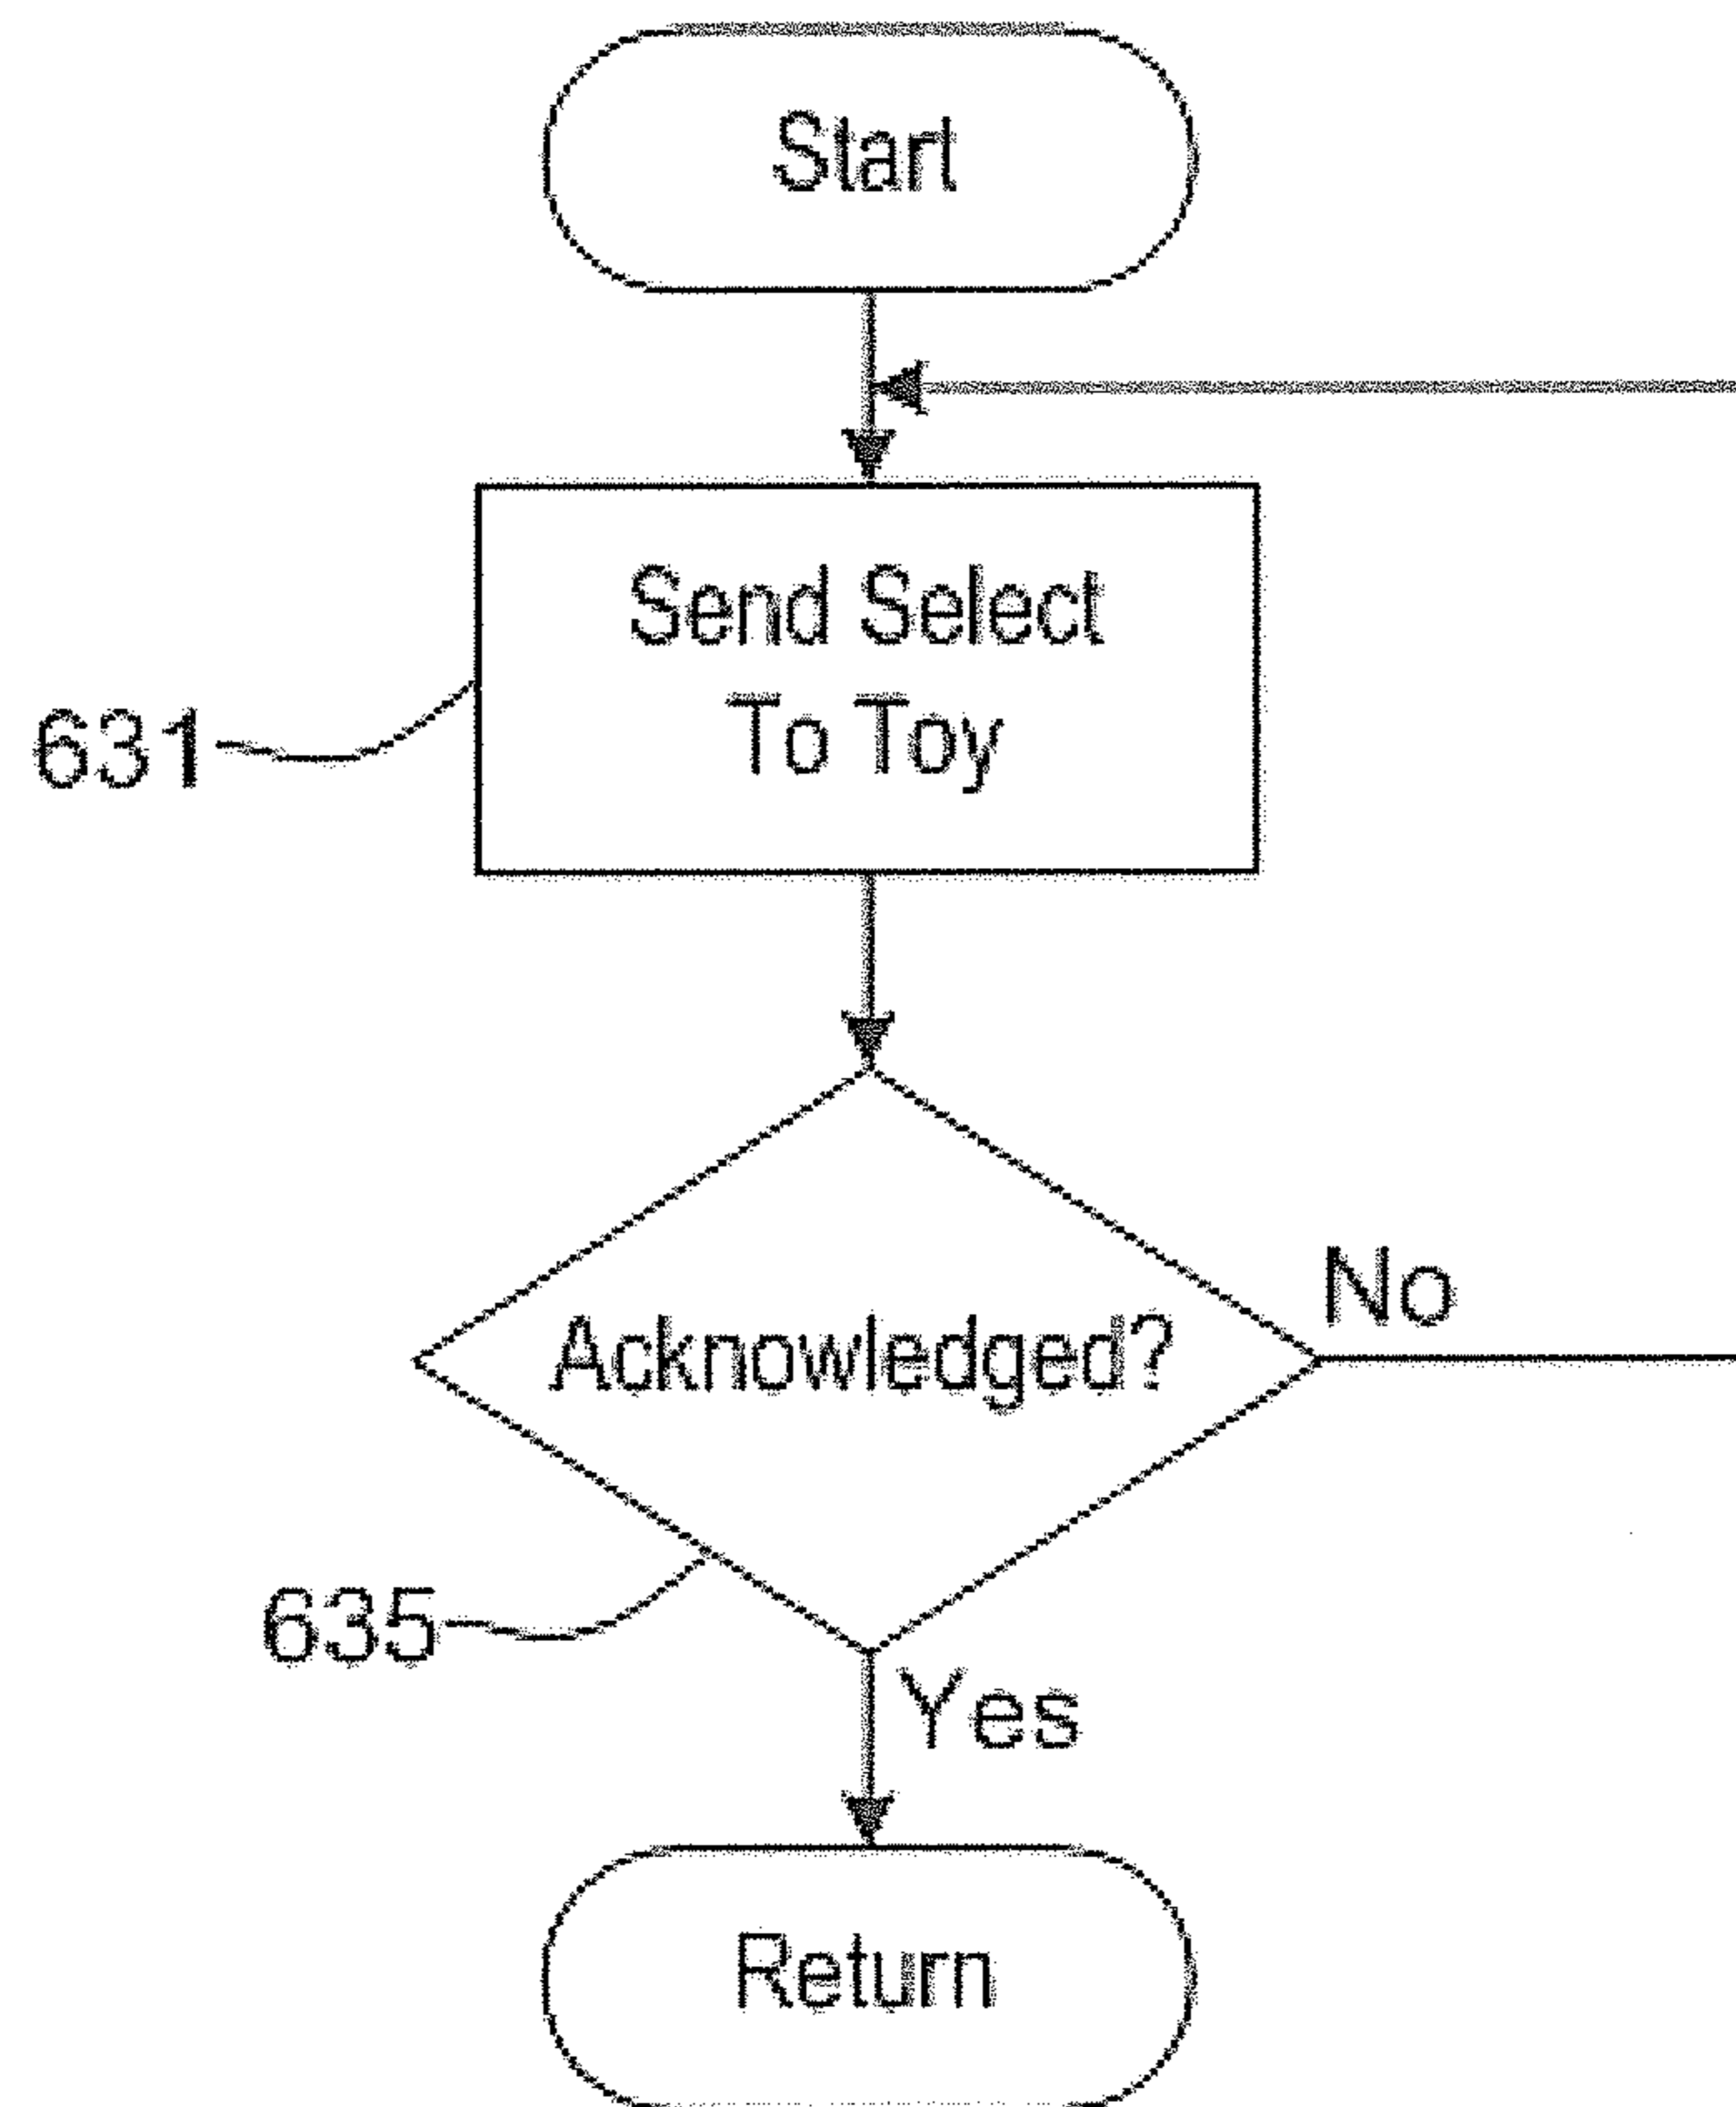 Start
Send Select
To Toy
631
Acknowledged?
No
635
Yes
Return